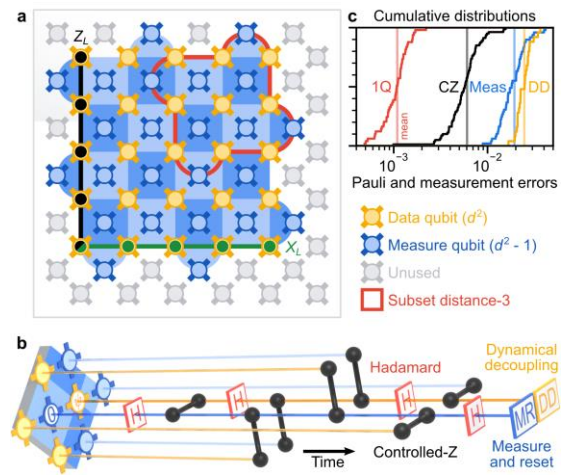 a
Z_L
X_L
c
Cumulative distributions
1Q
mean
CZ
Meas.
DD
10⁻³
10⁻²
Pauli and measurement errors
Data qubit (d²)
Measure qubit (d² - 1)
Unused
Subset distance-3
b
Dynamical
decoupling
Hadamard
H
H
H
H
MR
DD
Time
Controlled-Z
Measure
and reset